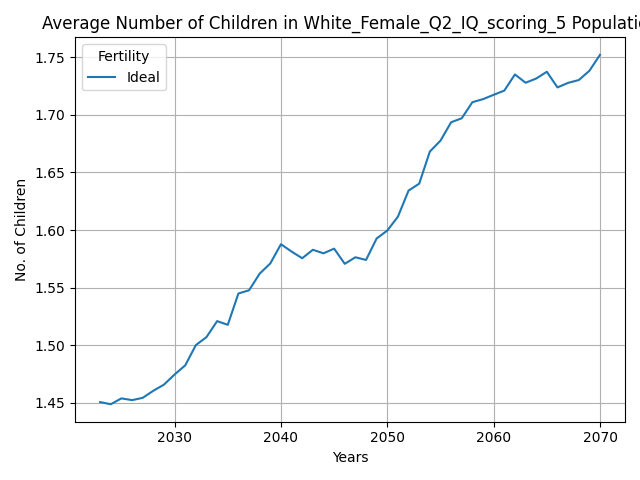 Average Number of Children in White_Female_Q2_IQ_scoring_5 Populatio
Fertility
Ideal
1.75
1.70
1.65
1.60
1.55
1.50
1.45
No. of Children
2030 2040 2050 2060 2070
Years